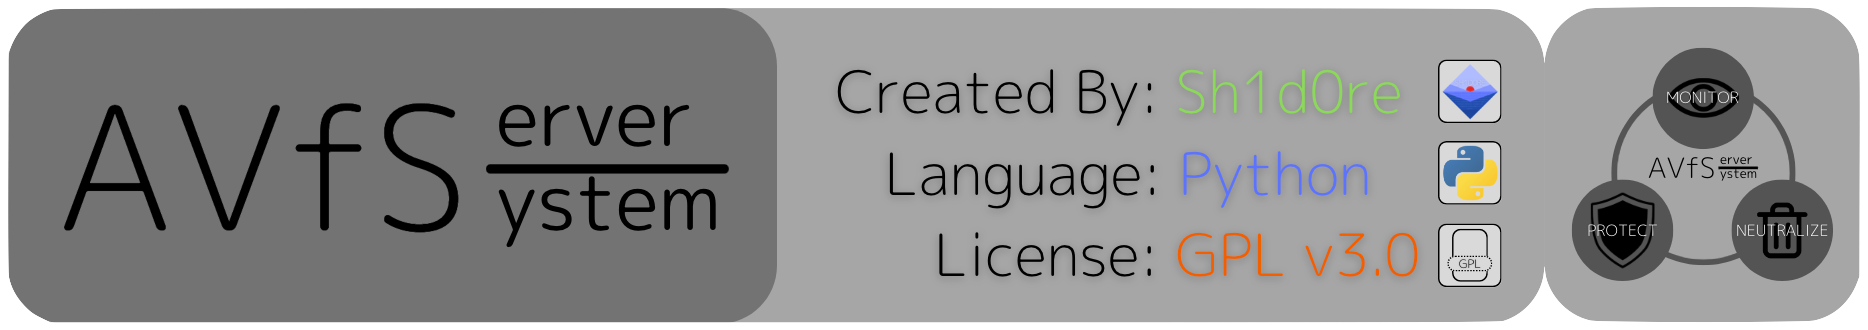 AVfS erver
ystem
Created By: Sh1d0re
Language: Python
License: GPL v3.0
GPL
MONITOR
AVfS erver
ystem
PROTECT
NEUTRALIZE